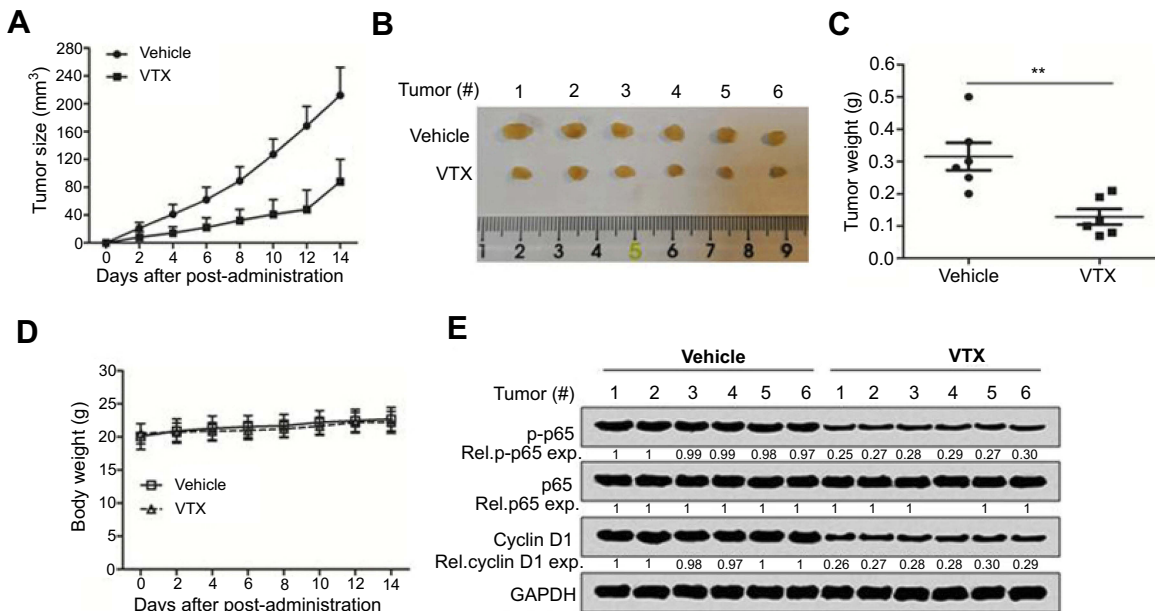 A
280
240
200
160
120
80
40
0
Tumor size (mm³)
Vehicle
VTX
0 2 4 6 8 10 12 14
Days after post-administration
B
Tumor (#) 1 2 3 4 5 6
Vehicle
VTX
1 2 3 4 5 6 7 8 9
C
0.6
0.5
0.4
0.3
0.2
0.1
0.0
Tumor weight (g)
**
Vehicle VTX
D
30
25
20
15
10
5
0
Body weight (g)
Vehicle
VTX
0 2 4 6 8 10 12 14
Days after post-administration
E
Vehicle VTX
Tumor (#) 1 2 3 4 5 6 1 2 3 4 5 6
p-p65
Rel.p-p65 exp. 1 1 0.99 0.99 0.98 0.97 0.25 0.27 0.28 0.29 0.27 0.30
p65
Rel.p65 exp. 1 1 1 1 1 1 1 1 1 1 1
Cyclin D1
Rel.cyclin D1 exp. 1 1 0.98 0.97 1 1 0.26 0.27 0.28 0.28 0.30 0.29
GAPDH